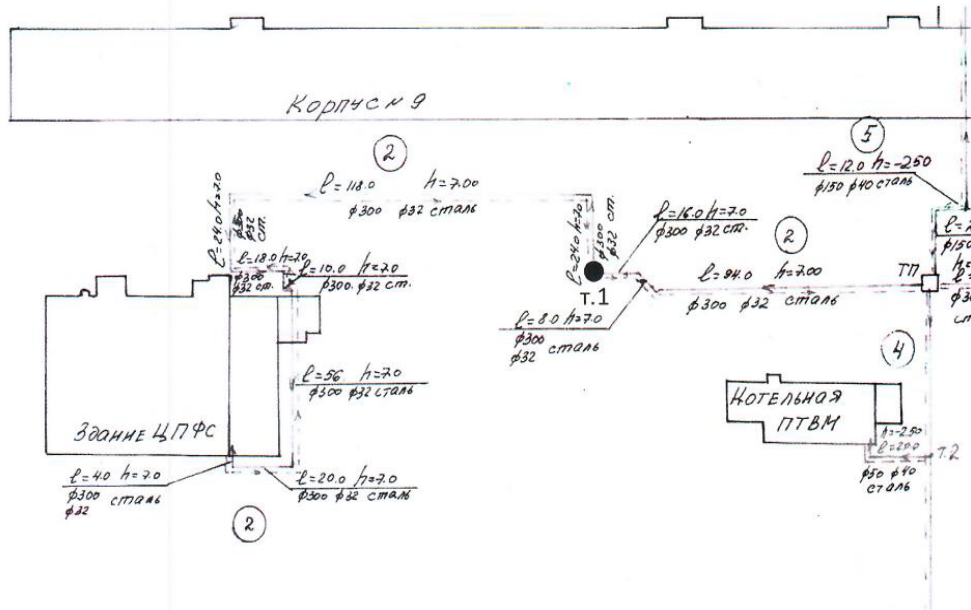 Корпус № 9
2
5
l=12.0 h=-2.50
ф150 ф40 сталь
l=118.0 h=7.00
ф300 ф32 сталь
l=24.0 h=7.0
ф32
ст.
l=24.0 h=7.0
ф300
ф32
l=16.0 h=7.0
ф300 ф32 ст.
2
l=18.0 h=7.0
ф300
ф32 ст.
l=10.0 h=7.0
ф300. ф32 ст.
т.1
l=94.0 h=7.00
ф300 ф32 сталь
ТП
ф150
l=8.0 h=7.0
ф300
ф32 сталь
4
l=56 h=7.0
ф300 ф32 сталь
Котельная
ПТВМ
Здание ЦПФС
h=-2.50
l=20.0
т.2
ф50 ф40
сталь
l=4.0 h=7.0
ф300 сталь
ф32
l=20.0 h=7.0
ф300 ф32 сталь
2